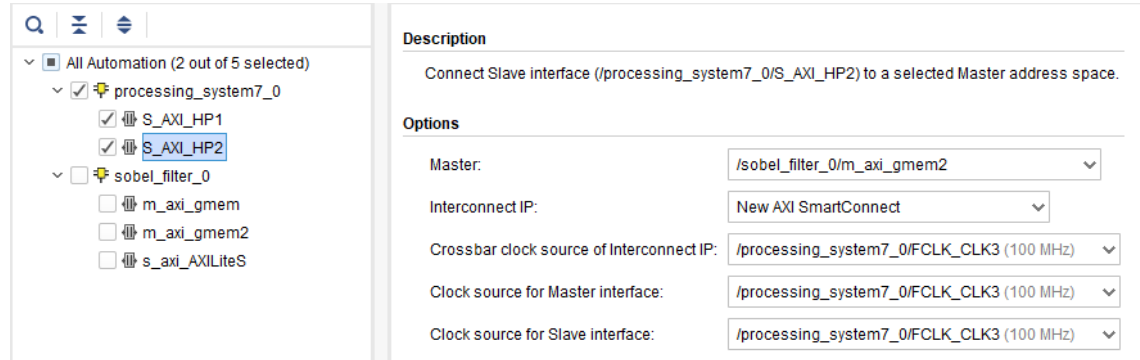 All Automation (2 out of 5 selected)
processing_system7_0
S_AXI_HP1
S_AXI_HP2
sobel_filter_0
m_axi_gmem
m_axi_gmem2
s_axi_AXILiteS
Description
Connect Slave interface (/processing_system7_0/S_AXI_HP2) to a selected Master address space.
Options
Master: /sobel_filter_0/m_axi_gmem2
Interconnect IP: New AXI SmartConnect
Crossbar clock source of Interconnect IP: /processing_system7_0/FCLK_CLK3 (100 MHz)
Clock source for Master interface: /processing_system7_0/FCLK_CLK3 (100 MHz)
Clock source for Slave interface: /processing_system7_0/FCLK_CLK3 (100 MHz)